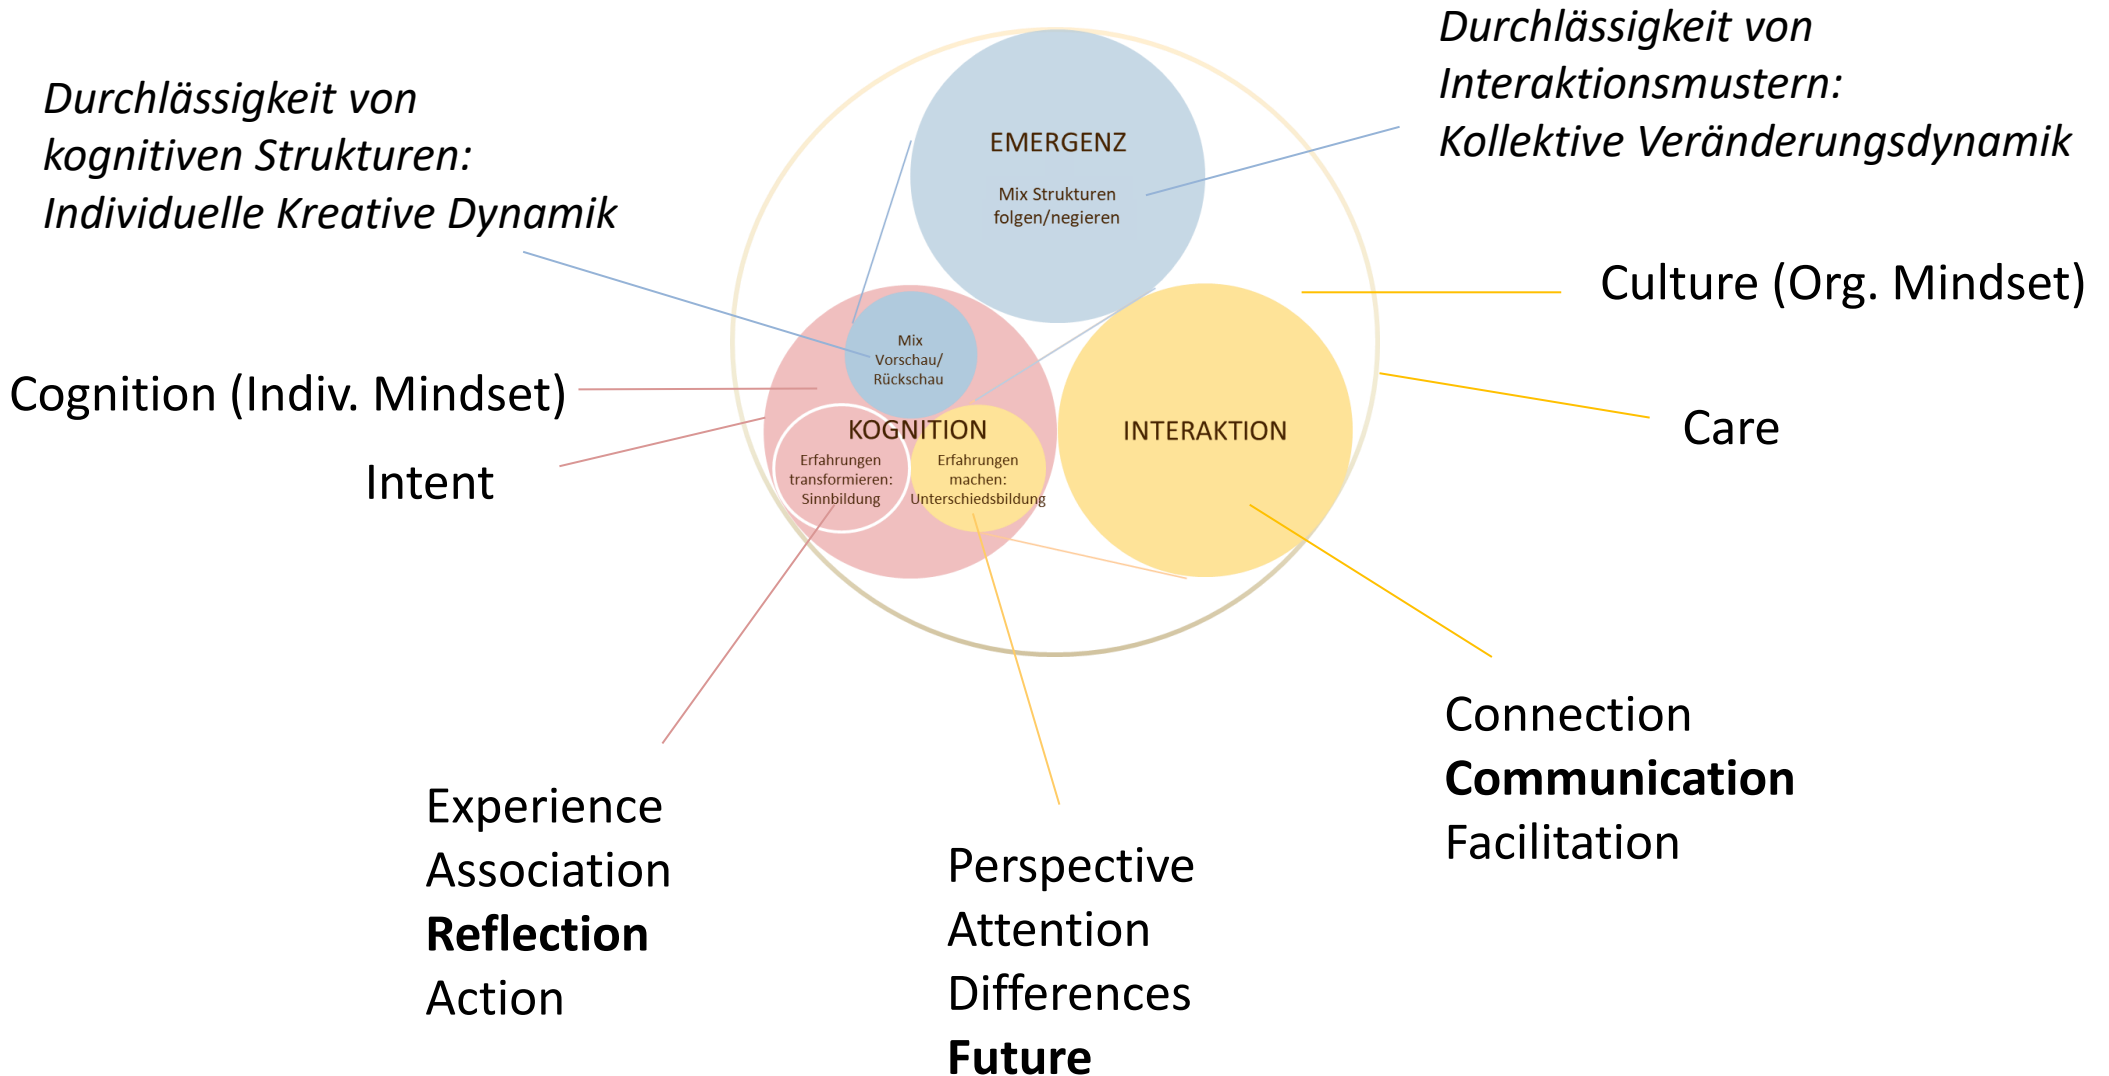 Durchlässigkeit von
kognitiven Strukturen:
Individuelle Kreative Dynamik
Durchlässigkeit von
Interaktionsmustern:
Kollektive Veränderungsdynamik
EMERGENZ
Mix Strukturen
folgen/negieren
Culture (Org. Mindset)
Cognition (Indiv. Mindset)
Intent
Mix
Vorschau/
Rückschau
KOGNITION
Erfahrungen
transformieren:
Sinnbildung
Erfahrungen
machen:
Unterschiedsbildung
INTERAKTION
Care
Experience
Association
Reflection
Action
Perspective
Attention
Differences
Future
Connection
Communication
Facilitation